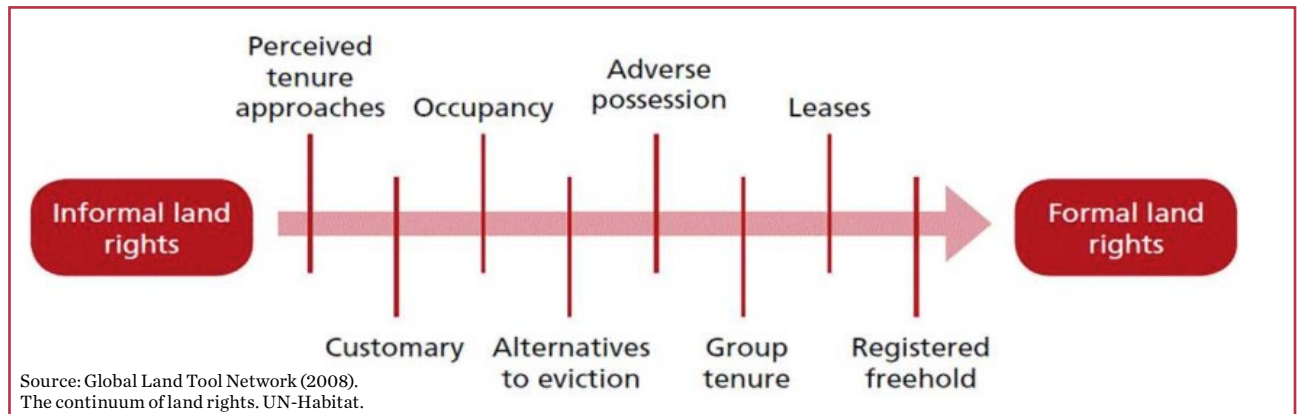 Perceived
tenure
approaches
Occupancy
Adverse
possession
Leases
Informal land
rights
Formal land
rights
Customary
Alternatives
to eviction
Group
tenure
Registered
freehold
Source: Global Land Tool Network (2008).
The continuum of land rights. UN-Habitat.